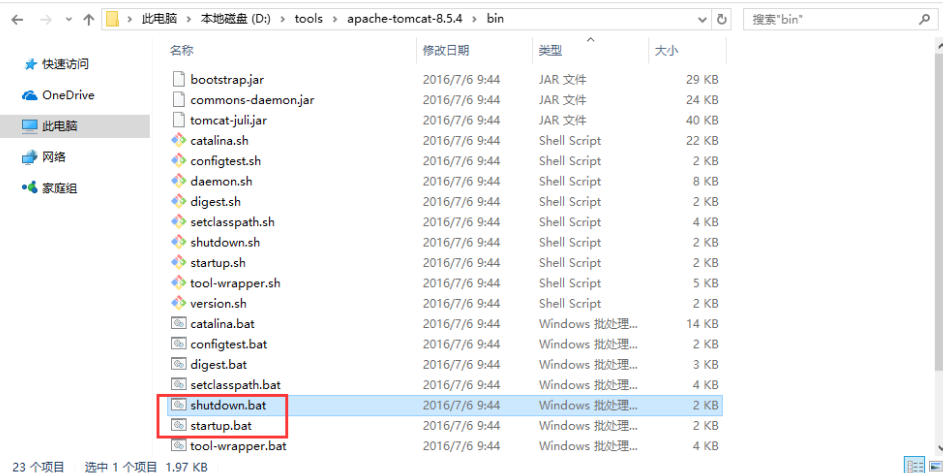 此电脑 › 本地磁盘 (D:) › tools › apache-tomcat-8.5.4 › bin 搜索"bin"
名称 修改日期 类型 大小
快速访问
OneDrive
此电脑
网络
家庭组
bootstrap.jar 2016/7/6 9:44 JAR 文件 29 KB
commons-daemon.jar 2016/7/6 9:44 JAR 文件 24 KB
tomcat-juli.jar 2016/7/6 9:44 JAR 文件 40 KB
catalina.sh 2016/7/6 9:44 Shell Script 22 KB
configtest.sh 2016/7/6 9:44 Shell Script 2 KB
daemon.sh 2016/7/6 9:44 Shell Script 8 KB
digest.sh 2016/7/6 9:44 Shell Script 2 KB
setclasspath.sh 2016/7/6 9:44 Shell Script 4 KB
shutdown.sh 2016/7/6 9:44 Shell Script 2 KB
startup.sh 2016/7/6 9:44 Shell Script 2 KB
tool-wrapper.sh 2016/7/6 9:44 Shell Script 5 KB
version.sh 2016/7/6 9:44 Shell Script 2 KB
catalina.bat 2016/7/6 9:44 Windows 批处理... 14 KB
configtest.bat 2016/7/6 9:44 Windows 批处理... 2 KB
digest.bat 2016/7/6 9:44 Windows 批处理... 3 KB
setclasspath.bat 2016/7/6 9:44 Windows 批处理... 4 KB
shutdown.bat 2016/7/6 9:44 Windows 批处理... 2 KB
startup.bat 2016/7/6 9:44 Windows 批处理... 2 KB
tool-wrapper.bat 2016/7/6 9:44 Windows 批处理... 4 KB
23 个项目 选中 1 个项目 1.97 KB